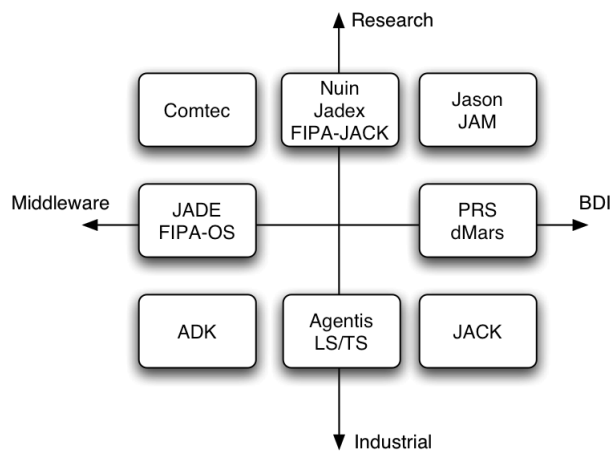 Research
Comtec
Nuin
Jadex
FIPA-JACK
Jason
JAM
Middleware
BDI
JADE
FIPA-OS
PRS
dMars
ADK
Agentis
LS/TS
JACK
Industrial